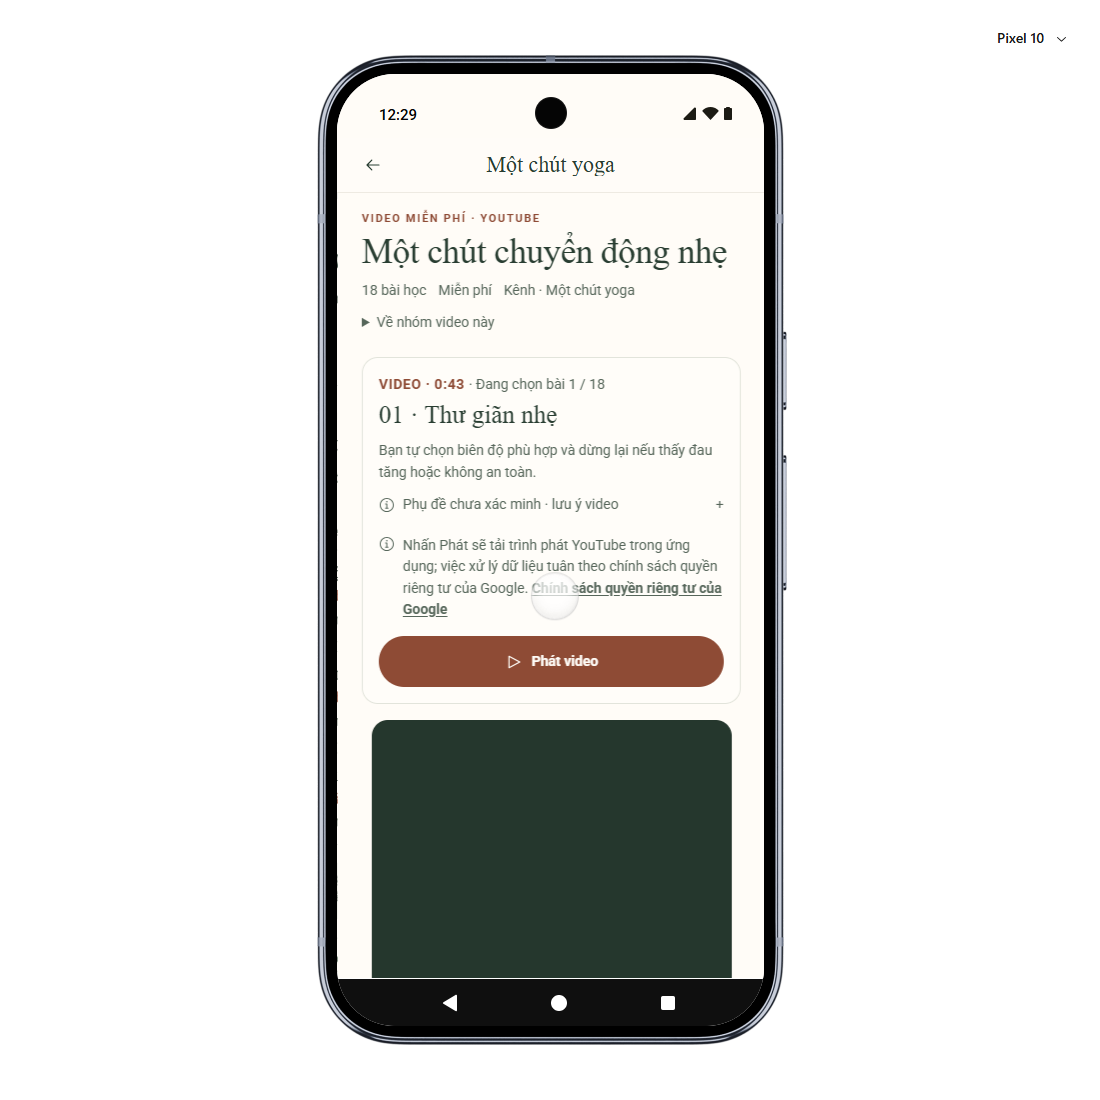 Pixel 10
12:29
Một chút yoga
VIDEO MIỄN PHÍ · YOUTUBE
Một chút chuyển động nhẹ
18 bài học Miễn phí Kênh · Một chút yoga
Về nhóm video này
VIDEO · 0:43 · Đang chọn bài 1 / 18
01 · Thư giãn nhẹ
Bạn tự chọn biên độ phù hợp và dừng lại nếu thấy đau
tăng hoặc không an toàn.
Phụ đề chưa xác minh · lưu ý video +
Nhấn Phát sẽ tải trình phát YouTube trong ứng
dụng; việc xử lý dữ liệu tuân theo chính sách quyền
riêng tư của Google. Chính sách quyền riêng tư của
Google
Phát video